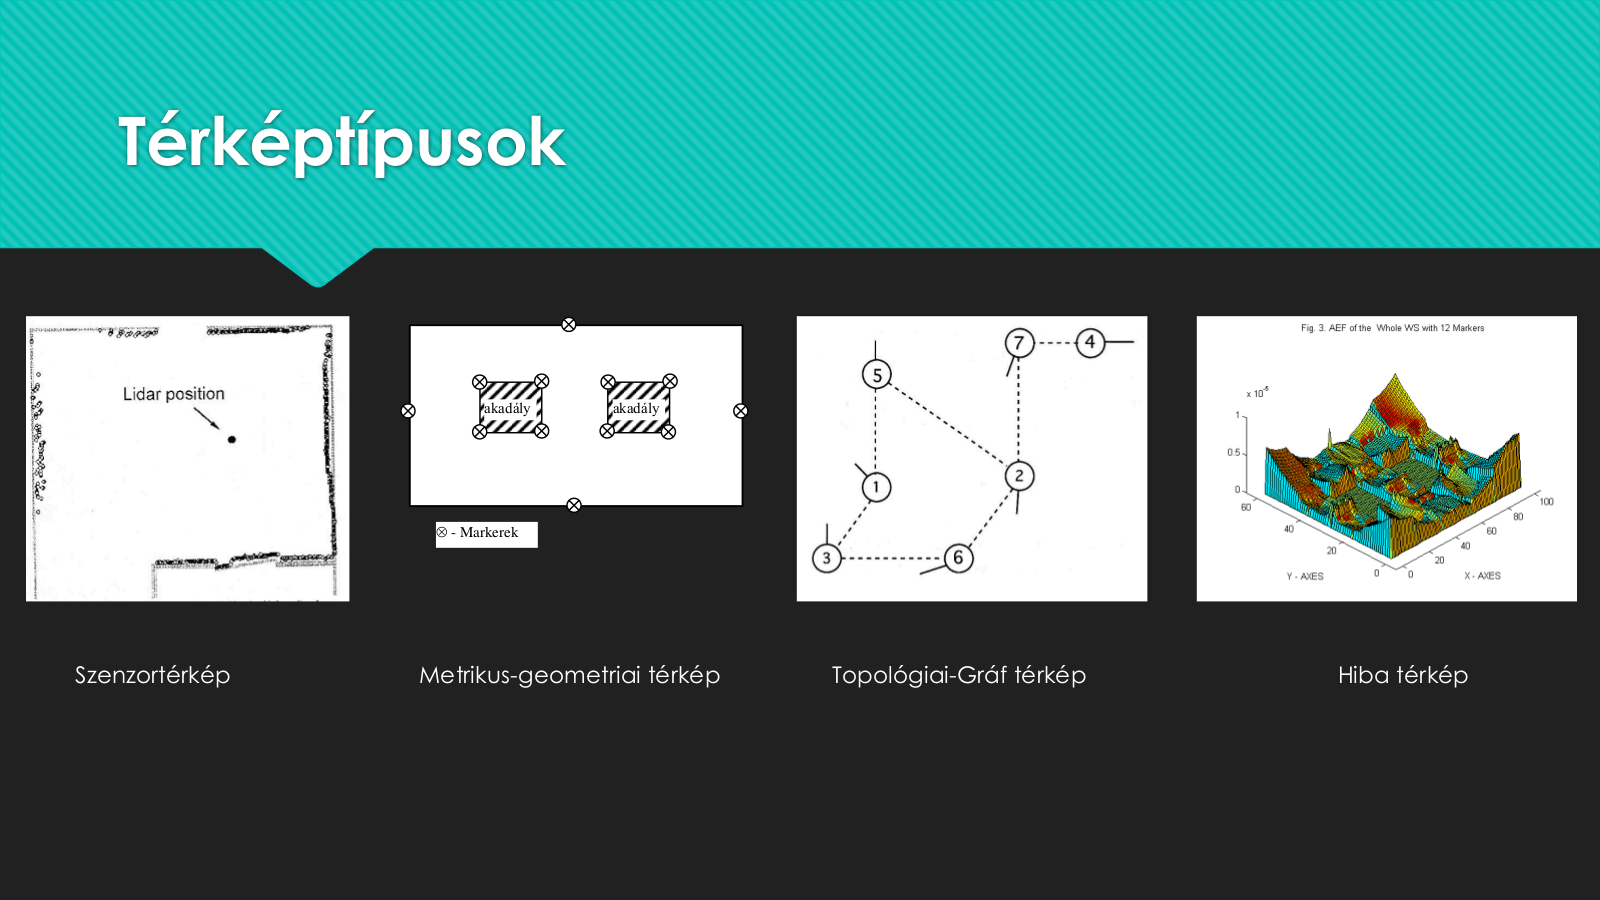 Térképtípusok
Lidar position
akadály
akadály
⊗ - Markerek
5
7
4
1
2
3
6
Fig. 3. AEF of the Whole WS with 12 Markers
x 10⁻⁵
1
0.5
0
60
40
20
0
Y - AXES
0
20
40
60
80
100
X - AXES
Szenzortérkép
Metrikus-geometriai térkép
Topológiai-Gráf térkép
Hiba térkép